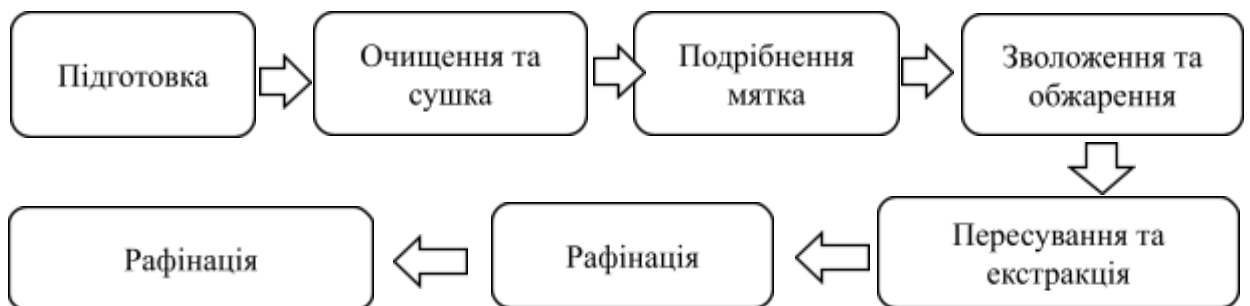 Підготовка
Очищення та
сушка
Подрібнення
мятка
Зволоження та
обжарення
Пересування та
екстракція
Рафінація
Рафінація